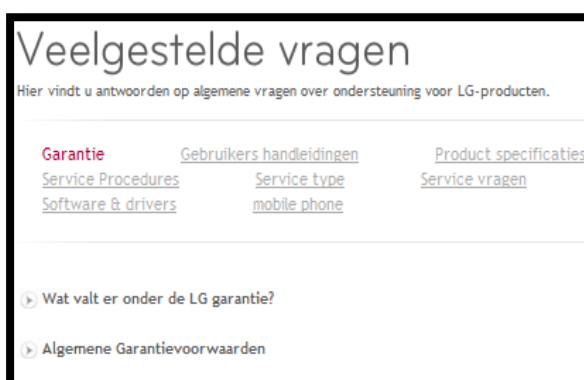 Veelgestelde vragen
Hier vindt u antwoorden op algemene vragen over ondersteuning voor LG-producten.
Garantie Gebruikers handleidingen Product specificaties
Service Procedures Service type Service vragen
Software & drivers mobile phone
Wat valt er onder de LG garantie?
Algemene Garantievoorwaarden